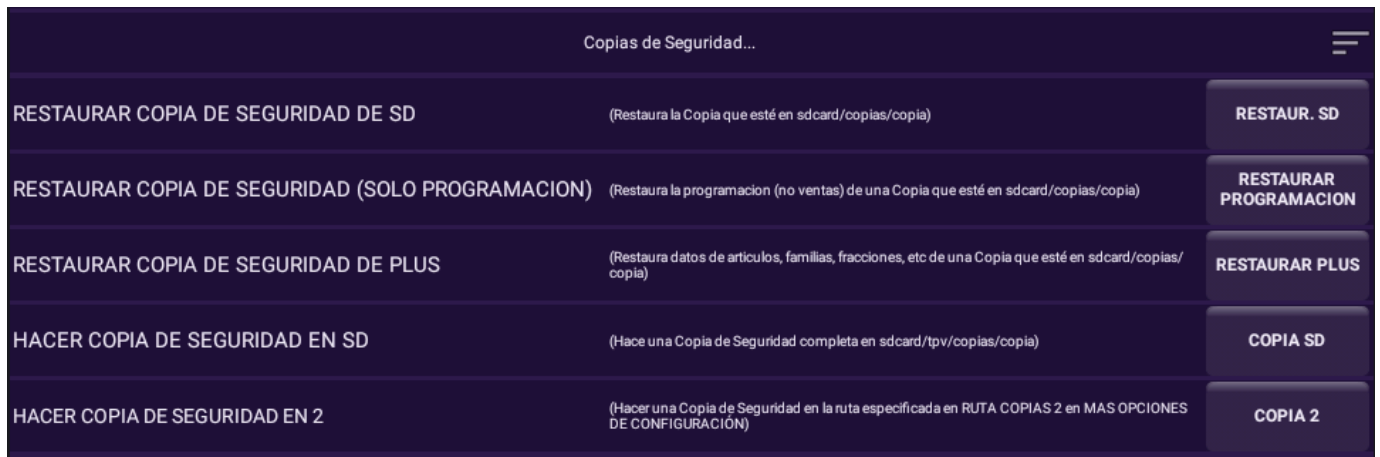 Copias de Seguridad...
RESTAURAR COPIA DE SEGURIDAD DE SD
(Restaura la Copia que esté en sdcard/copias/copia)
RESTAUR. SD
RESTAURAR COPIA DE SEGURIDAD (SOLO PROGRAMACION)
(Restaura la programacion (no ventas) de una Copia que esté en sdcard/copias/copia)
RESTAURAR
PROGRAMACION
RESTAURAR COPIA DE SEGURIDAD DE PLUS
(Restaura datos de articulos, familias, fracciones, etc de una Copia que esté en sdcard/copias/
copia)
RESTAURAR PLUS
HACER COPIA DE SEGURIDAD EN SD
(Hace una Copia de Seguridad completa en sdcard/tpv/copias/copia)
COPIA SD
HACER COPIA DE SEGURIDAD EN 2
(Hacer una Copia de Seguridad en la ruta especificada en RUTA COPIAS 2 en MAS OPCIONES
DE CONFIGURACIÓN)
COPIA 2